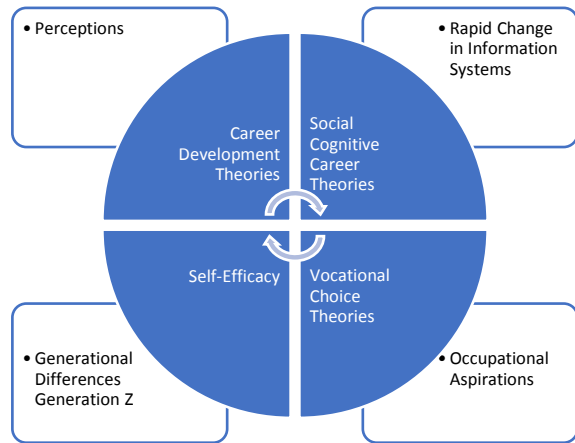 • Perceptions
• Rapid Change
in Information
Systems
Career
Development
Theories
Social
Cognitive
Career
Theories
Self-Efficacy
Vocational
Choice
Theories
• Generational
Differences
Generation Z
• Occupational
Aspirations